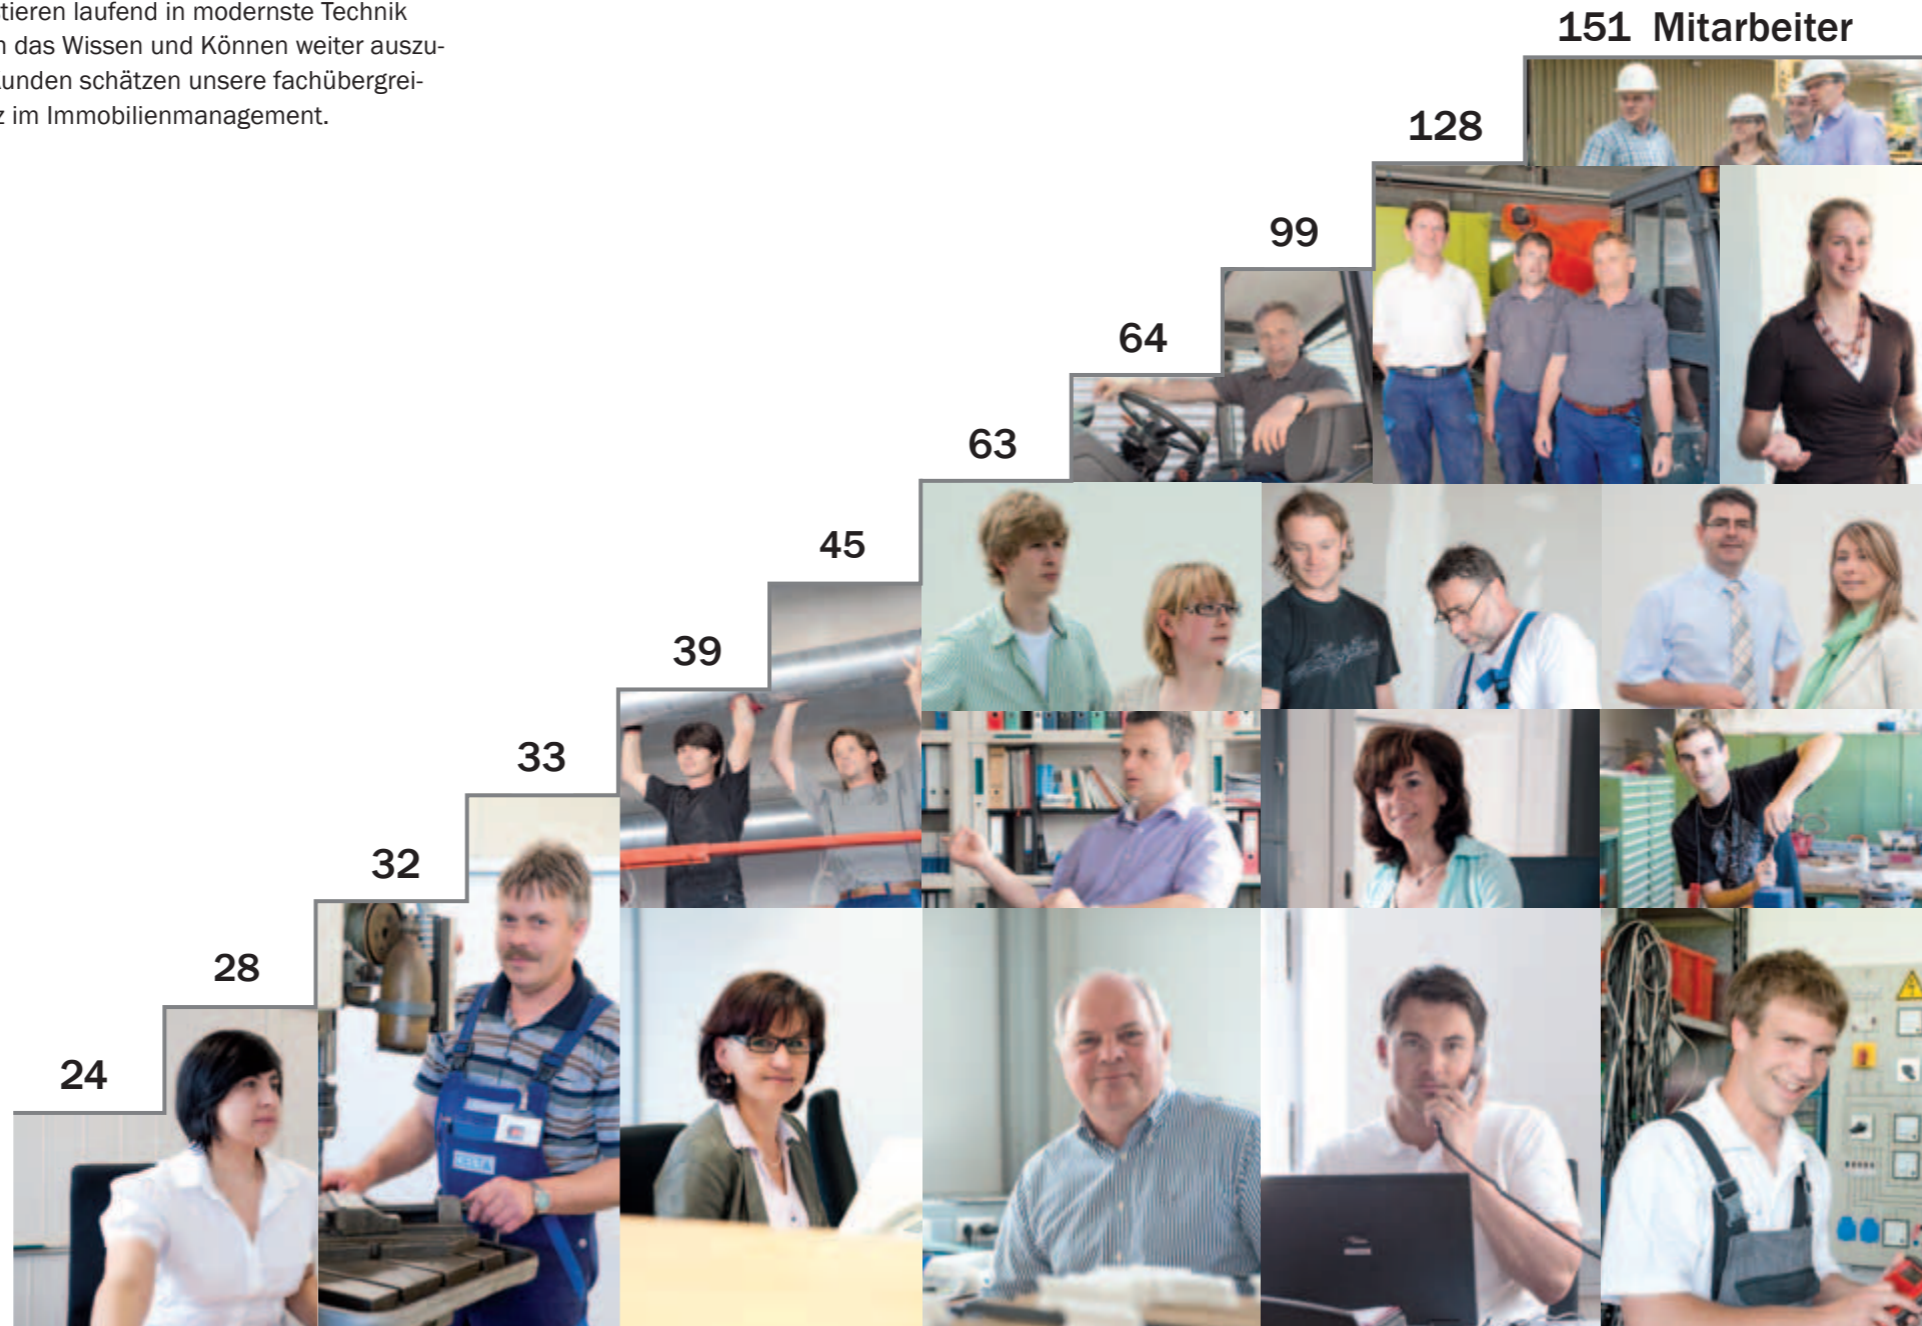 tieren laufend in modernste Technik
n das Wissen und Können weiter auszu-
unden schätzen unsere fachübergrei-
z im Immobilienmanagement.
151 Mitarbeiter
128
99
64
63
45
39
33
32
28
24